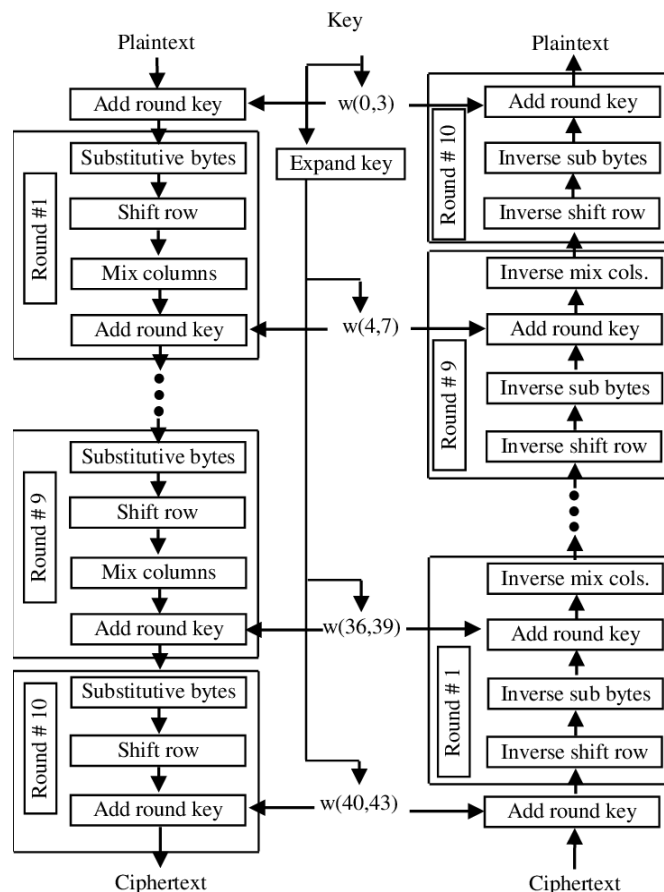 Key
Plaintext
Add round key
Round #1
Substitutive bytes
Shift row
Mix columns
Add round key
Round # 9
Substitutive bytes
Shift row
Mix columns
Add round key
Round # 10
Substitutive bytes
Shift row
Add round key
Ciphertext
w(0,3)
Expand key
w(4,7)
w(36,39)
w(40,43)
Plaintext
Round # 10
Add round key
Inverse sub bytes
Inverse shift row
Round # 9
Inverse mix cols.
Add round key
Inverse sub bytes
Inverse shift row
Round # 1
Inverse mix cols.
Add round key
Inverse sub bytes
Inverse shift row
Add round key
Ciphertext